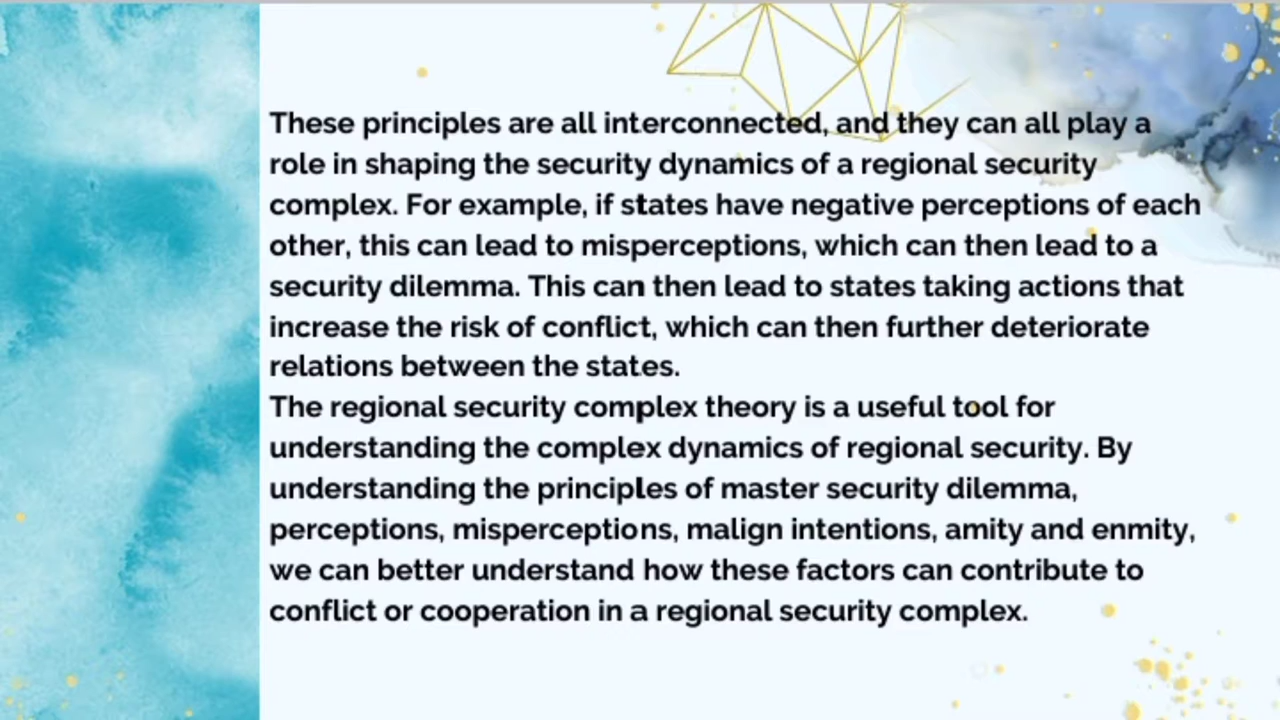 These principles are all interconnected, and they can all play a
role in shaping the security dynamics of a regional security
complex. For example, if states have negative perceptions of each
other, this can lead to misperceptions, which can then lead to a
security dilemma. This can then lead to states taking actions that
increase the risk of conflict, which can then further deteriorate
relations between the states.
The regional security complex theory is a useful tool for
understanding the complex dynamics of regional security. By
understanding the principles of master security dilemma,
perceptions, misperceptions, malign intentions, amity and enmity,
we can better understand how these factors can contribute to
conflict or cooperation in a regional security complex.